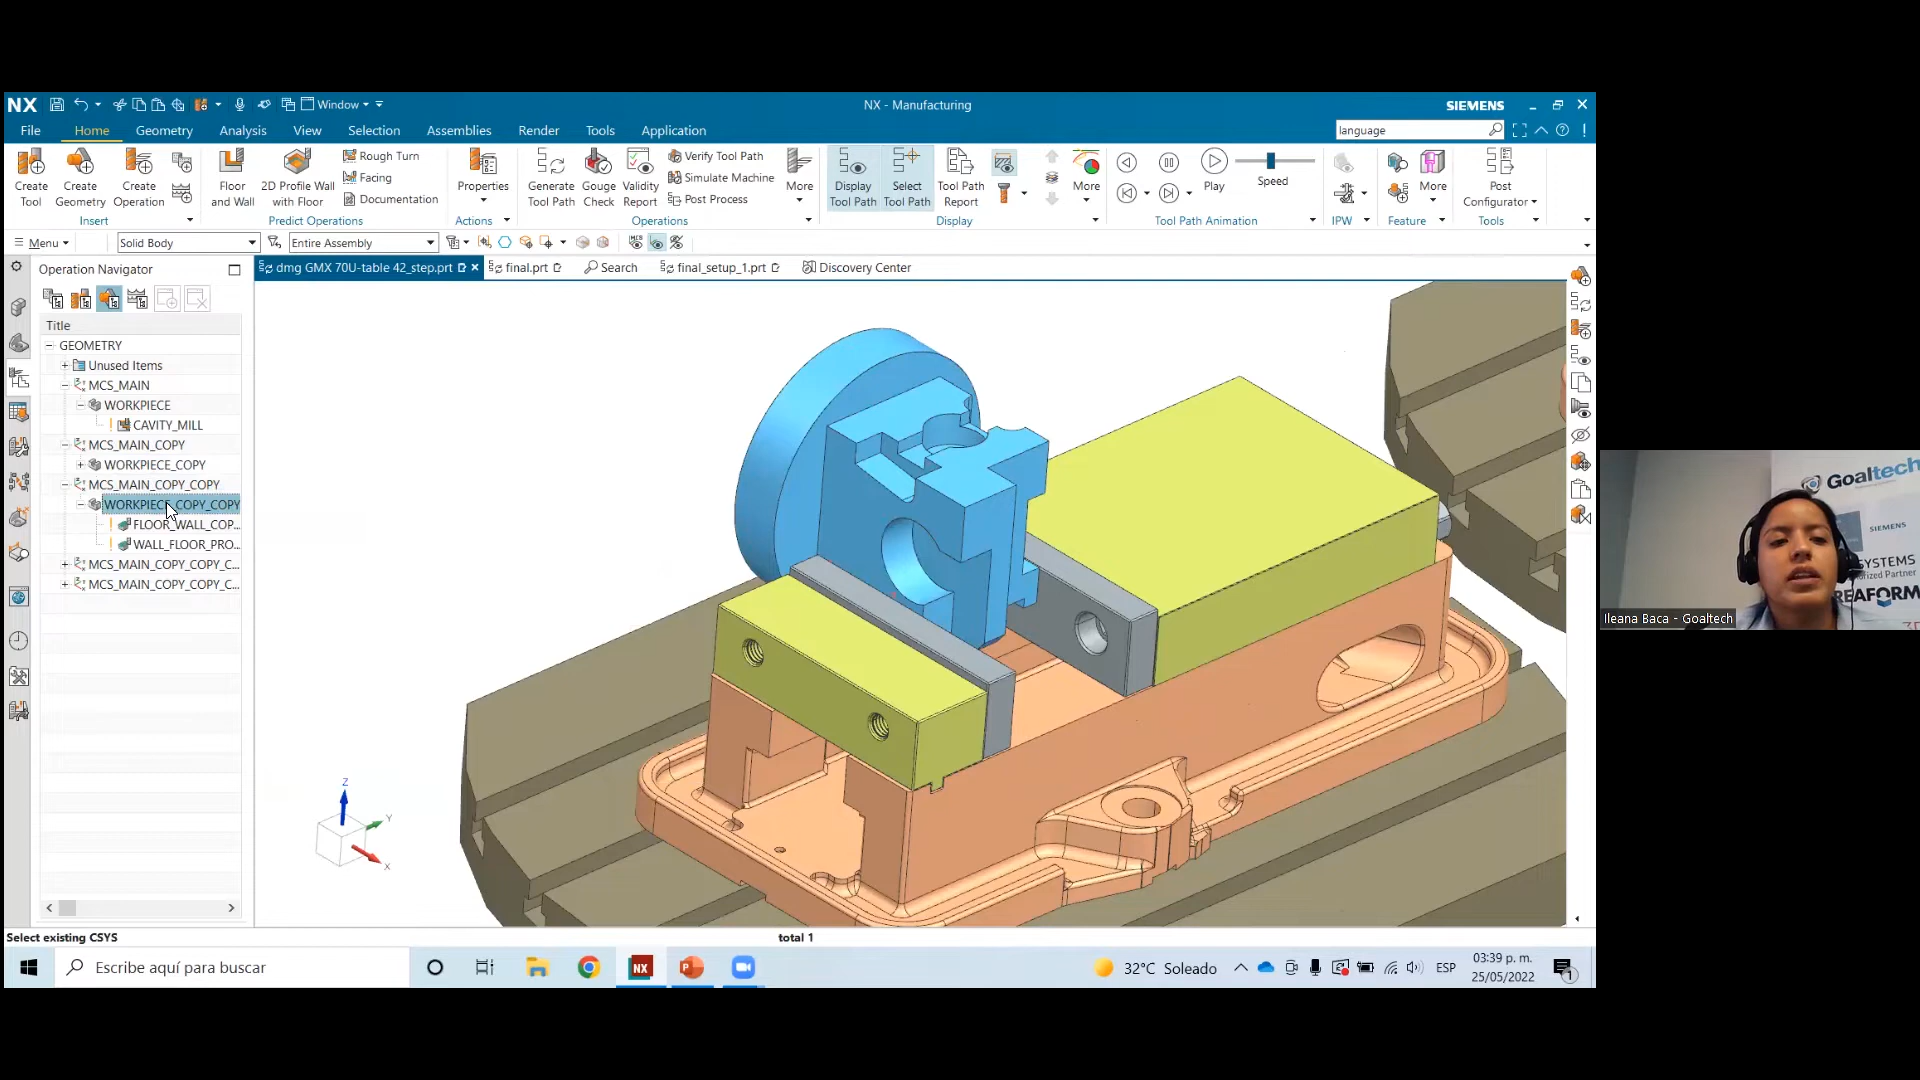 NX
Window
NX - Manufacturing
SIEMENS
File
Home
Geometry
Analysis
View
Selection
Assemblies
Render
Tools
Application
language
Create Tool
Create Geometry
Create Operation
Insert
Floor and Wall
2D Profile Wall with Floor
Rough Turn
Facing
Documentation
Predict Operations
Properties
Actions
Generate Tool Path
Gouge Check
Validity Report
Verify Tool Path
Simulate Machine
Post Process
More
Operations
Display Tool Path
Select Tool Path
Tool Path Report
More
Display
Play
Speed
Tool Path Animation
IPW
More
Feature
Post Configurator
Tools
Menu
Solid Body
Entire Assembly
Operation Navigator
dmg GMX 70U-table 42_step.prt
final.prt
Search
final_setup_1.prt
Discovery Center
Title
GEOMETRY
Unused Items
MCS_MAIN
WORKPIECE
CAVITY_MILL
MCS_MAIN_COPY
WORKPIECE_COPY
MCS_MAIN_COPY_COPY
WORKPIECE_COPY_COPY
FLOOR_WALL_COP...
WALL_FLOOR_PRO...
MCS_MAIN_COPY_COPY_C...
MCS_MAIN_COPY_COPY_C...
Z
Y
X
Select existing CSYS
total 1
Escribe aquí para buscar
NX
32°C Soleado
ESP
03:39 p. m.
25/05/2022
1
Goaltech
SIEMENS
SYSTEMS
REAFORM
Ileana Baca - Goaltech